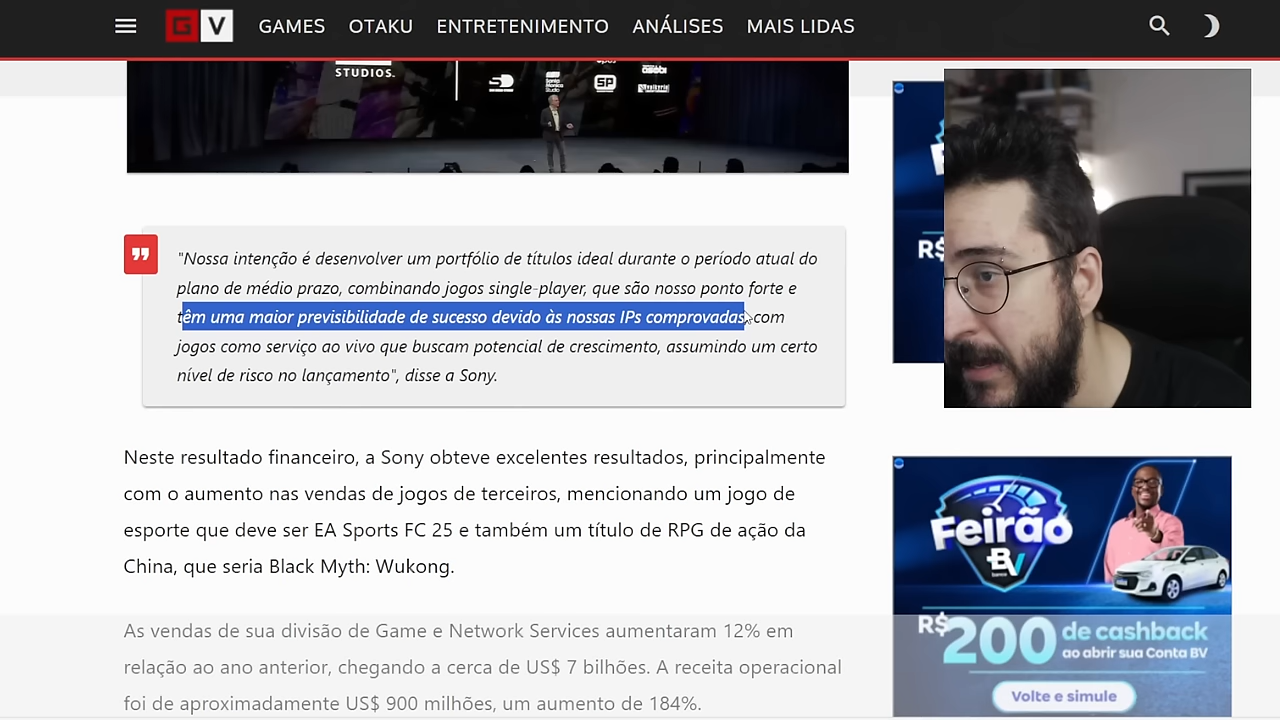 G V GAMES OTAKU ENTRETENIMENTO ANÁLISES MAIS LIDAS
STUDIOS
SP
"Nossa intenção é desenvolver um portfólio de títulos ideal durante o período atual do
plano de médio prazo, combinando jogos single-player, que são nosso ponto forte e
têm uma maior previsibilidade de sucesso devido às nossas IPs comprovadas, com
jogos como serviço ao vivo que buscam potencial de crescimento, assumindo um certo
nível de risco no lançamento", disse a Sony.
Neste resultado financeiro, a Sony obteve excelentes resultados, principalmente
com o aumento nas vendas de jogos de terceiros, mencionando um jogo de
esporte que deve ser EA Sports FC 25 e também um título de RPG de ação da
China, que seria Black Myth: Wukong.
As vendas de sua divisão de Game e Network Services aumentaram 12% em
relação ao ano anterior, chegando a cerca de US$ 7 bilhões. A receita operacional
foi de aproximadamente US$ 900 milhões, um aumento de 184%.
R$
Feirão
BV
banco
R$200 de cashback
ao abrir sua Conta BV
Volte e simule